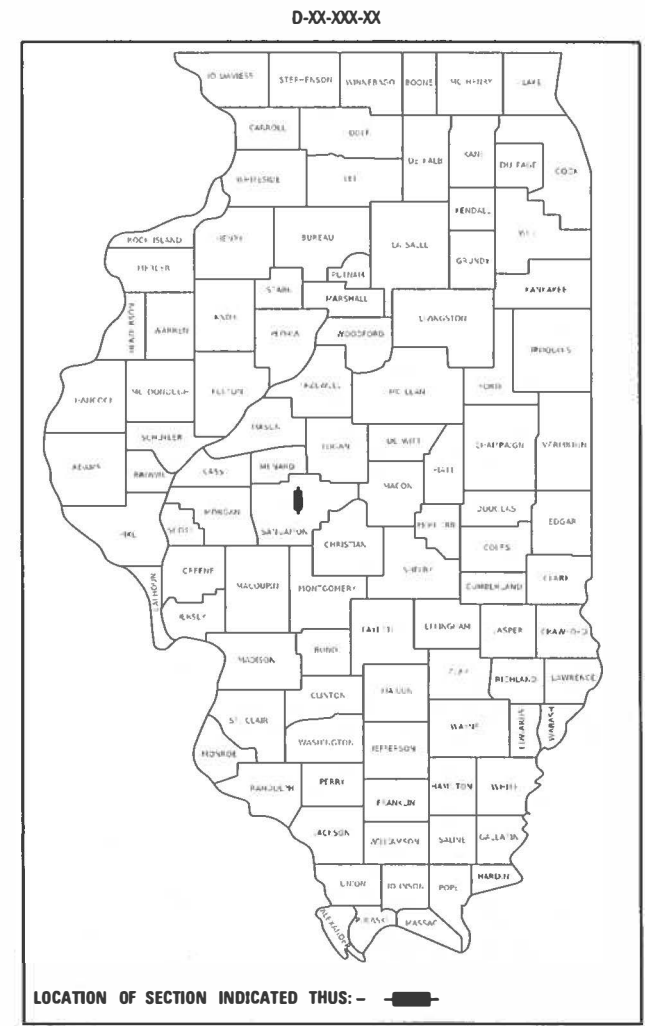 D-XX-XXX-XX
STEPHENSON WINNEBAGO BOONE MC HENRY LAKE
CARROLL
DE KALB KANE DU PAGE COOK
WHITESIDE LEE
KENDALL
ROCK ISLAND HENRY BUREAU LA SALLE WILL
MERCER GRUNDY
PUTNAM
STARK
MARSHALL KANKAKEE
HENDERSON WARREN KNOX PEORIA WOODFORD LIVINGSTON
IROQUOIS
HANCOCK MC DONOUGH FULTON TAZEWELL MC LEAN FORD
MASON
SCHUYLER LOGAN DE WITT CHAMPAIGN VERMILION
ADAMS BROWN CASS MENARD PIATT
MACON
MORGAN DOUGLAS
PIKE SCOTT SANGAMON MOULTRIE EDGAR
CHRISTIAN COLES
GREENE SHELBY
CALHOUN MACOUPIN MONTGOMERY CUMBERLAND CLARK
JERSEY
FAYETTE EFFINGHAM JASPER CRAWFORD
MADISON BOND
CLAY RICHLAND LAWRENCE
CLINTON MARION
ST. CLAIR WAYNE EDWARDS WABASH
WASHINGTON JEFFERSON
MONROE
RANDOLPH PERRY HAMILTON WHITE
FRANKLIN
JACKSON WILLIAMSON SALINE GALLATIN
UNION JOHNSON POPE HARDIN
ALEXANDER PULASKI MASSAC
LOCATION OF SECTION INDICATED THUS: –